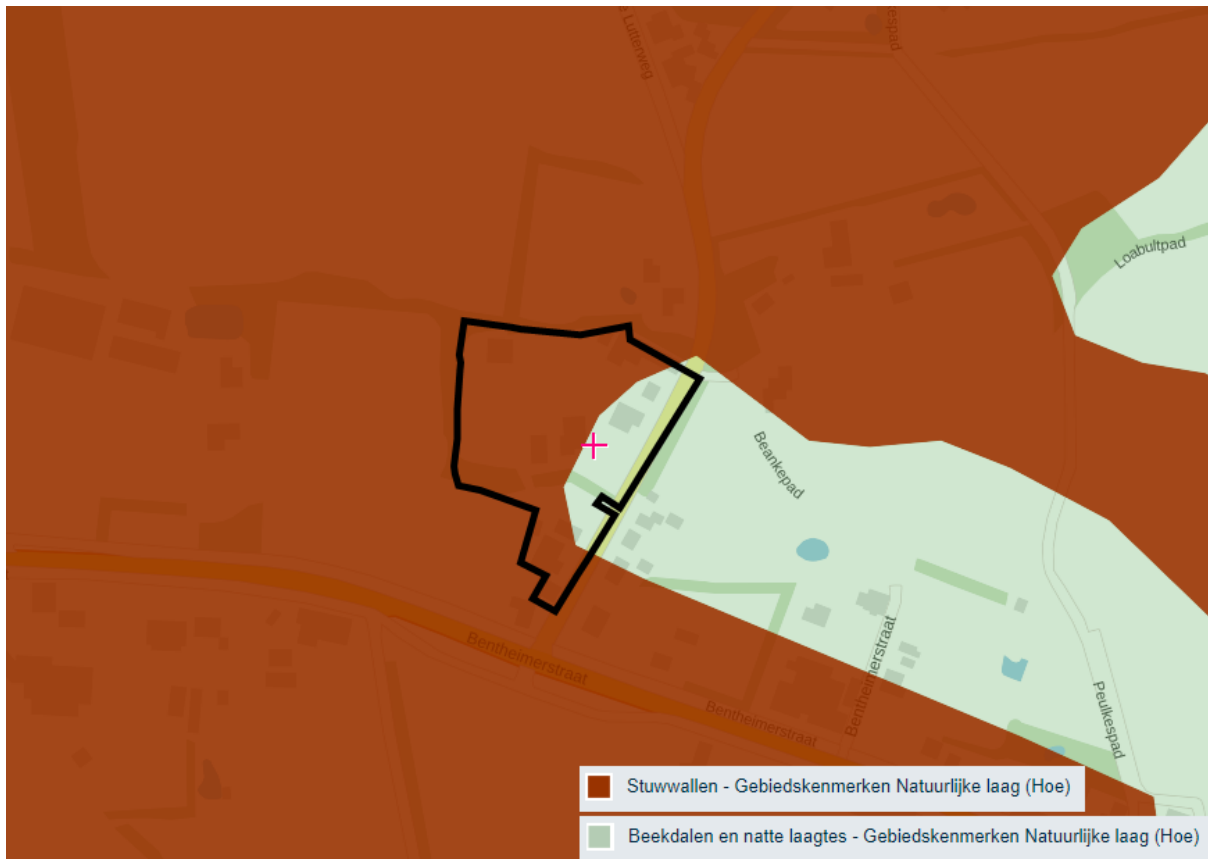 Lutterweg
espad
Loabultpad
Beankepad
Bentheimerstraat
Bentheimerstraat
Bentheimerstraat
Peulkespad
Stuwwallen - Gebiedskenmerken Natuurlijke laag (Hoe)
Beekdalen en natte laagtes - Gebiedskenmerken Natuurlijke laag (Hoe)